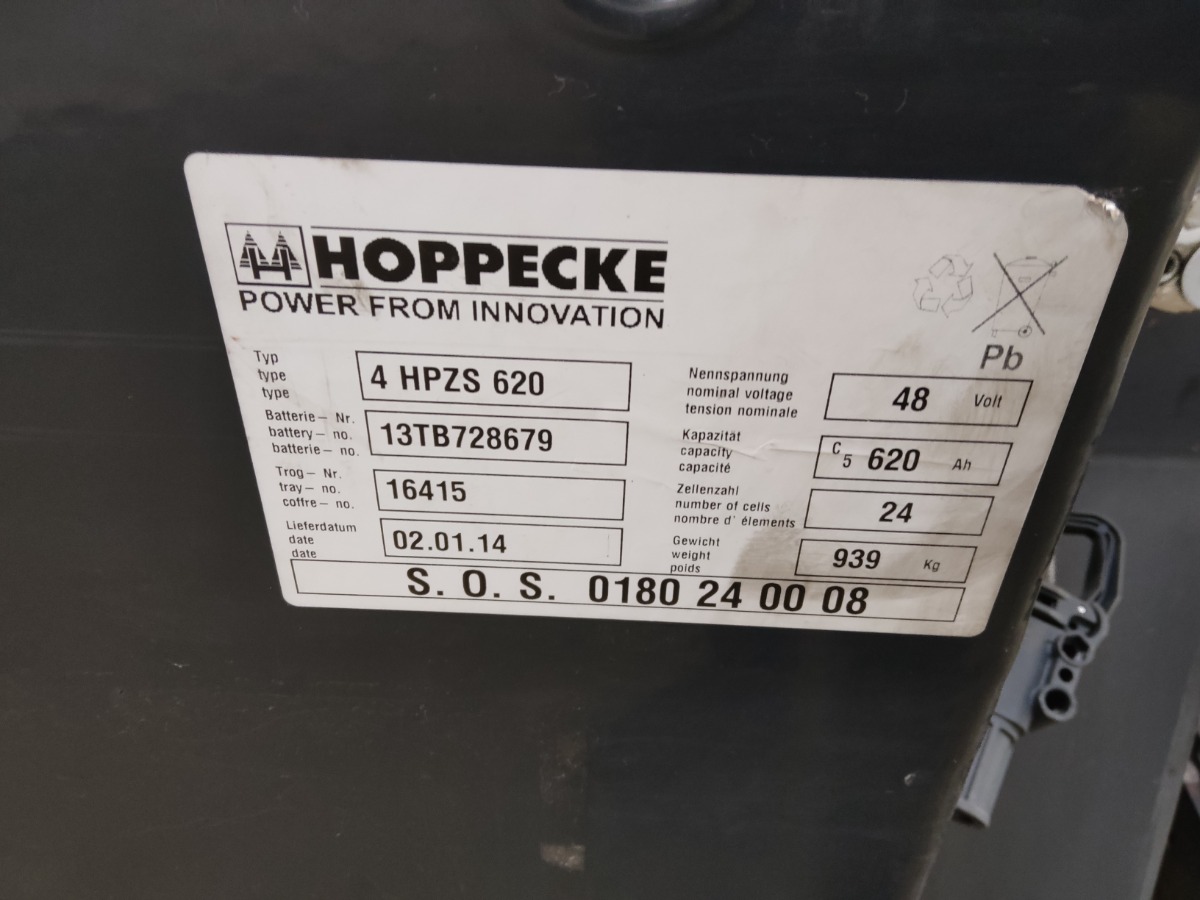 HOPPECKE
POWER FROM INNOVATION
Pb
Typ
type
type
4 HPZS 620
Batterie– Nr.
battery– no.
batterie– no.
13TB728679
Trog– Nr.
tray– no.
coffre– no.
16415
Lieferdatum
date
date
02.01.14
Nennspannung
nominal voltage
tension nominale
48 Volt
Kapazität
capacity
capacité
C5 620 Ah
Zellenzahl
number of cells
nombre d' élements
24
Gewicht
weight
poids
939 Kg
S. O. S. 0180 24 00 08